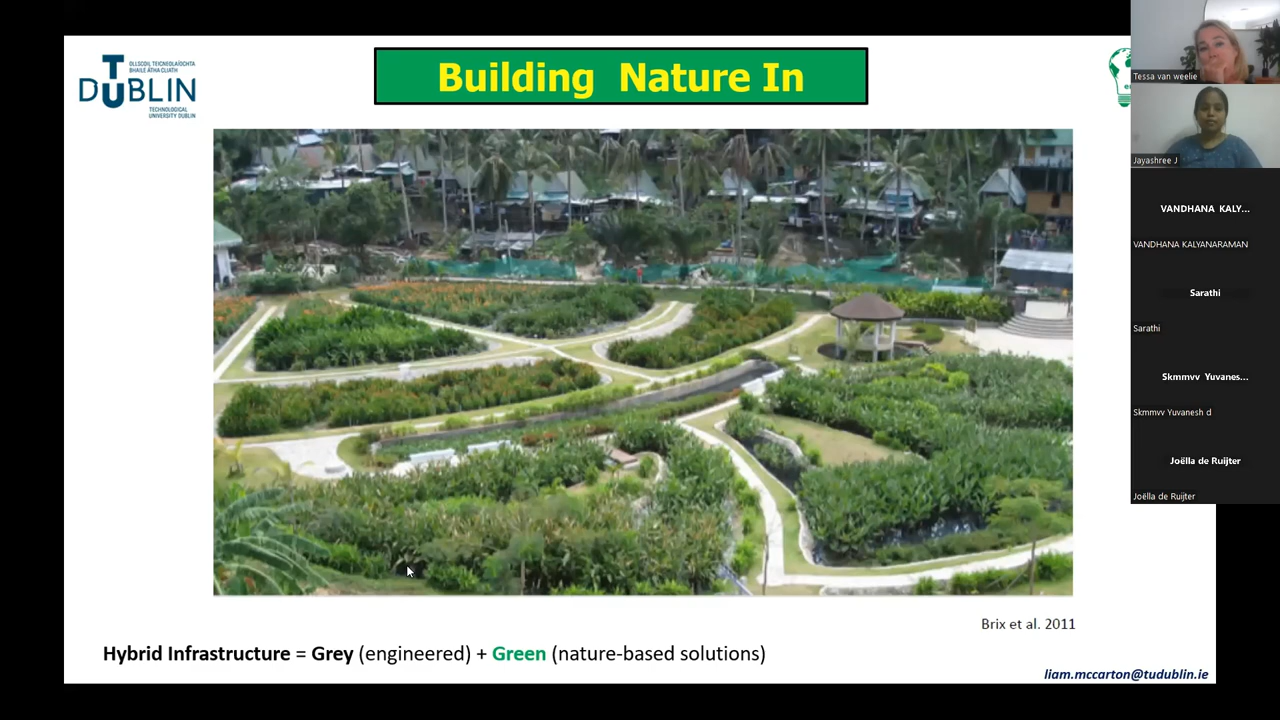 OLLSCOIL TEICNEOLAÍOCHTA
BHAILE ÁTHA CLIATH
TU DUBLIN
TECHNOLOGICAL
UNIVERSITY DUBLIN
Building Nature In
Brix et al. 2011
Hybrid Infrastructure = Grey (engineered) + Green (nature-based solutions)
liam.mccarton@tudublin.ie
Tessa van weelie
Jayashree J
VANDHANA KALY...
VANDHANA KALYANARAMAN
Sarathi
Sarathi
Skmmvv Yuvanes...
Skmmvv Yuvanesh d
Joëlla de Ruijter
Joëlla de Ruijter